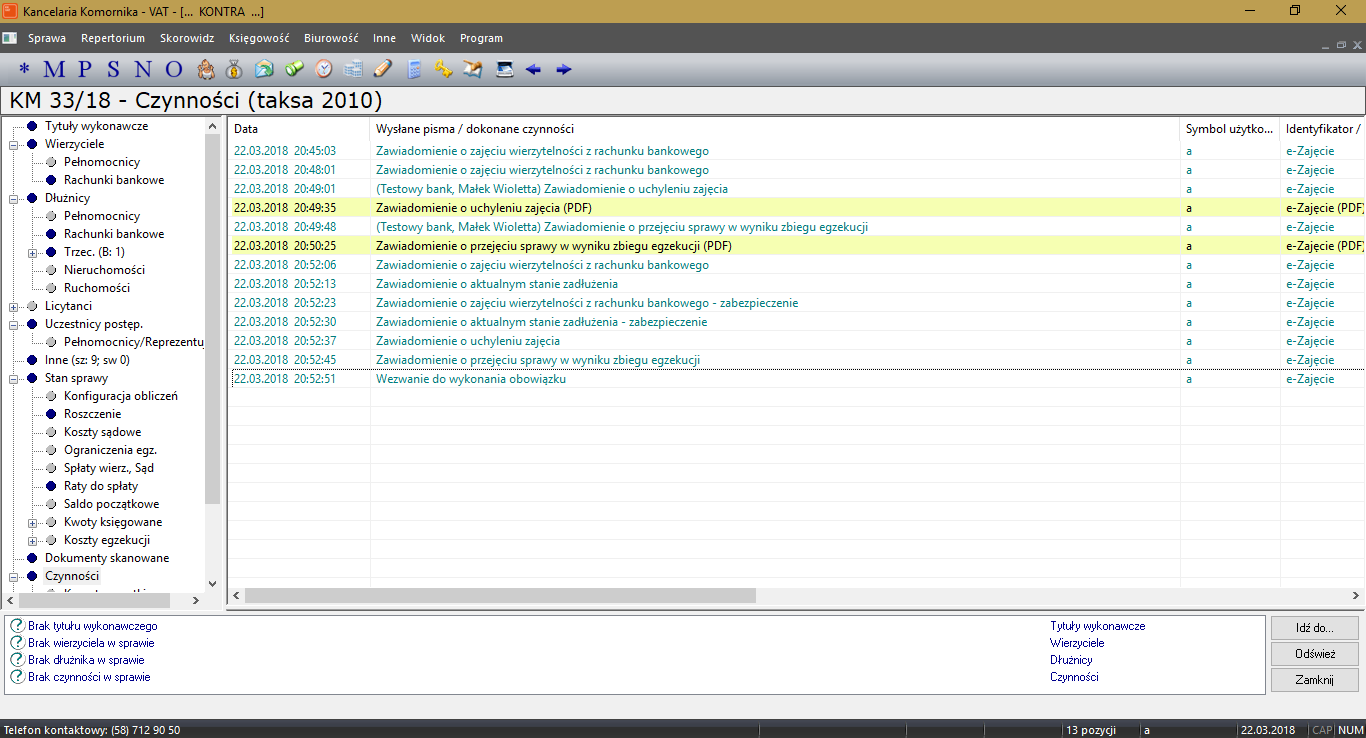 Kancelaria Komornika - VAT - [... KONTRA ...]
Sprawa Repertorium Skorowidz Księgowość Biurowość Inne Widok Program
* M P S N O
KM 33/18 - Czynności (taksa 2010)
Tytuły wykonawcze
Wierzyciele
Pełnomocnicy
Rachunki bankowe
Dłużnicy
Pełnomocnicy
Rachunki bankowe
Trzec. (B: 1)
Nieruchomości
Ruchomości
Licytanci
Uczestnicy postęp.
Pełnomocnicy/Reprezentu
Inne (sz: 9; sw 0)
Stan sprawy
Konfiguracja obliczeń
Roszczenie
Koszty sądowe
Ograniczenia egz.
Spłaty wierz., Sąd
Raty do spłaty
Saldo początkowe
Kwoty księgowane
Koszty egzekucji
Dokumenty skanowane
Czynności
Data Wysłane pisma / dokonane czynności Symbol użytko... Identyfikator /
22.03.2018 20:45:03 Zawiadomienie o zajęciu wierzytelności z rachunku bankowego a e-Zajęcie
22.03.2018 20:48:01 Zawiadomienie o zajęciu wierzytelności z rachunku bankowego a e-Zajęcie
22.03.2018 20:49:01 (Testowy bank, Małek Wioletta) Zawiadomienie o uchyleniu zajęcia a e-Zajęcie
22.03.2018 20:49:35 Zawiadomienie o uchyleniu zajęcia (PDF) a e-Zajęcie (PDF)
22.03.2018 20:49:48 (Testowy bank, Małek Wioletta) Zawiadomienie o przejęciu sprawy w wyniku zbiegu egzekucji a e-Zajęcie
22.03.2018 20:50:25 Zawiadomienie o przejęciu sprawy w wyniku zbiegu egzekucji (PDF) a e-Zajęcie (PDF)
22.03.2018 20:52:06 Zawiadomienie o zajęciu wierzytelności z rachunku bankowego a e-Zajęcie
22.03.2018 20:52:13 Zawiadomienie o aktualnym stanie zadłużenia a e-Zajęcie
22.03.2018 20:52:23 Zawiadomienie o zajęciu wierzytelności z rachunku bankowego - zabezpieczenie a e-Zajęcie
22.03.2018 20:52:30 Zawiadomienie o aktualnym stanie zadłużenia - zabezpieczenie a e-Zajęcie
22.03.2018 20:52:37 Zawiadomienie o uchyleniu zajęcia a e-Zajęcie
22.03.2018 20:52:45 Zawiadomienie o przejęciu sprawy w wyniku zbiegu egzekucji a e-Zajęcie
22.03.2018 20:52:51 Wezwanie do wykonania obowiązku a e-Zajęcie
Brak tytułu wykonawczego Tytuły wykonawcze
Brak wierzyciela w sprawie Wierzyciele
Brak dłużnika w sprawie Dłużnicy
Brak czynności w sprawie Czynności
Idź do...
Odśwież
Zamknij
Telefon kontaktowy: (58) 712 90 50 13 pozycji a 22.03.2018 CAP NUM